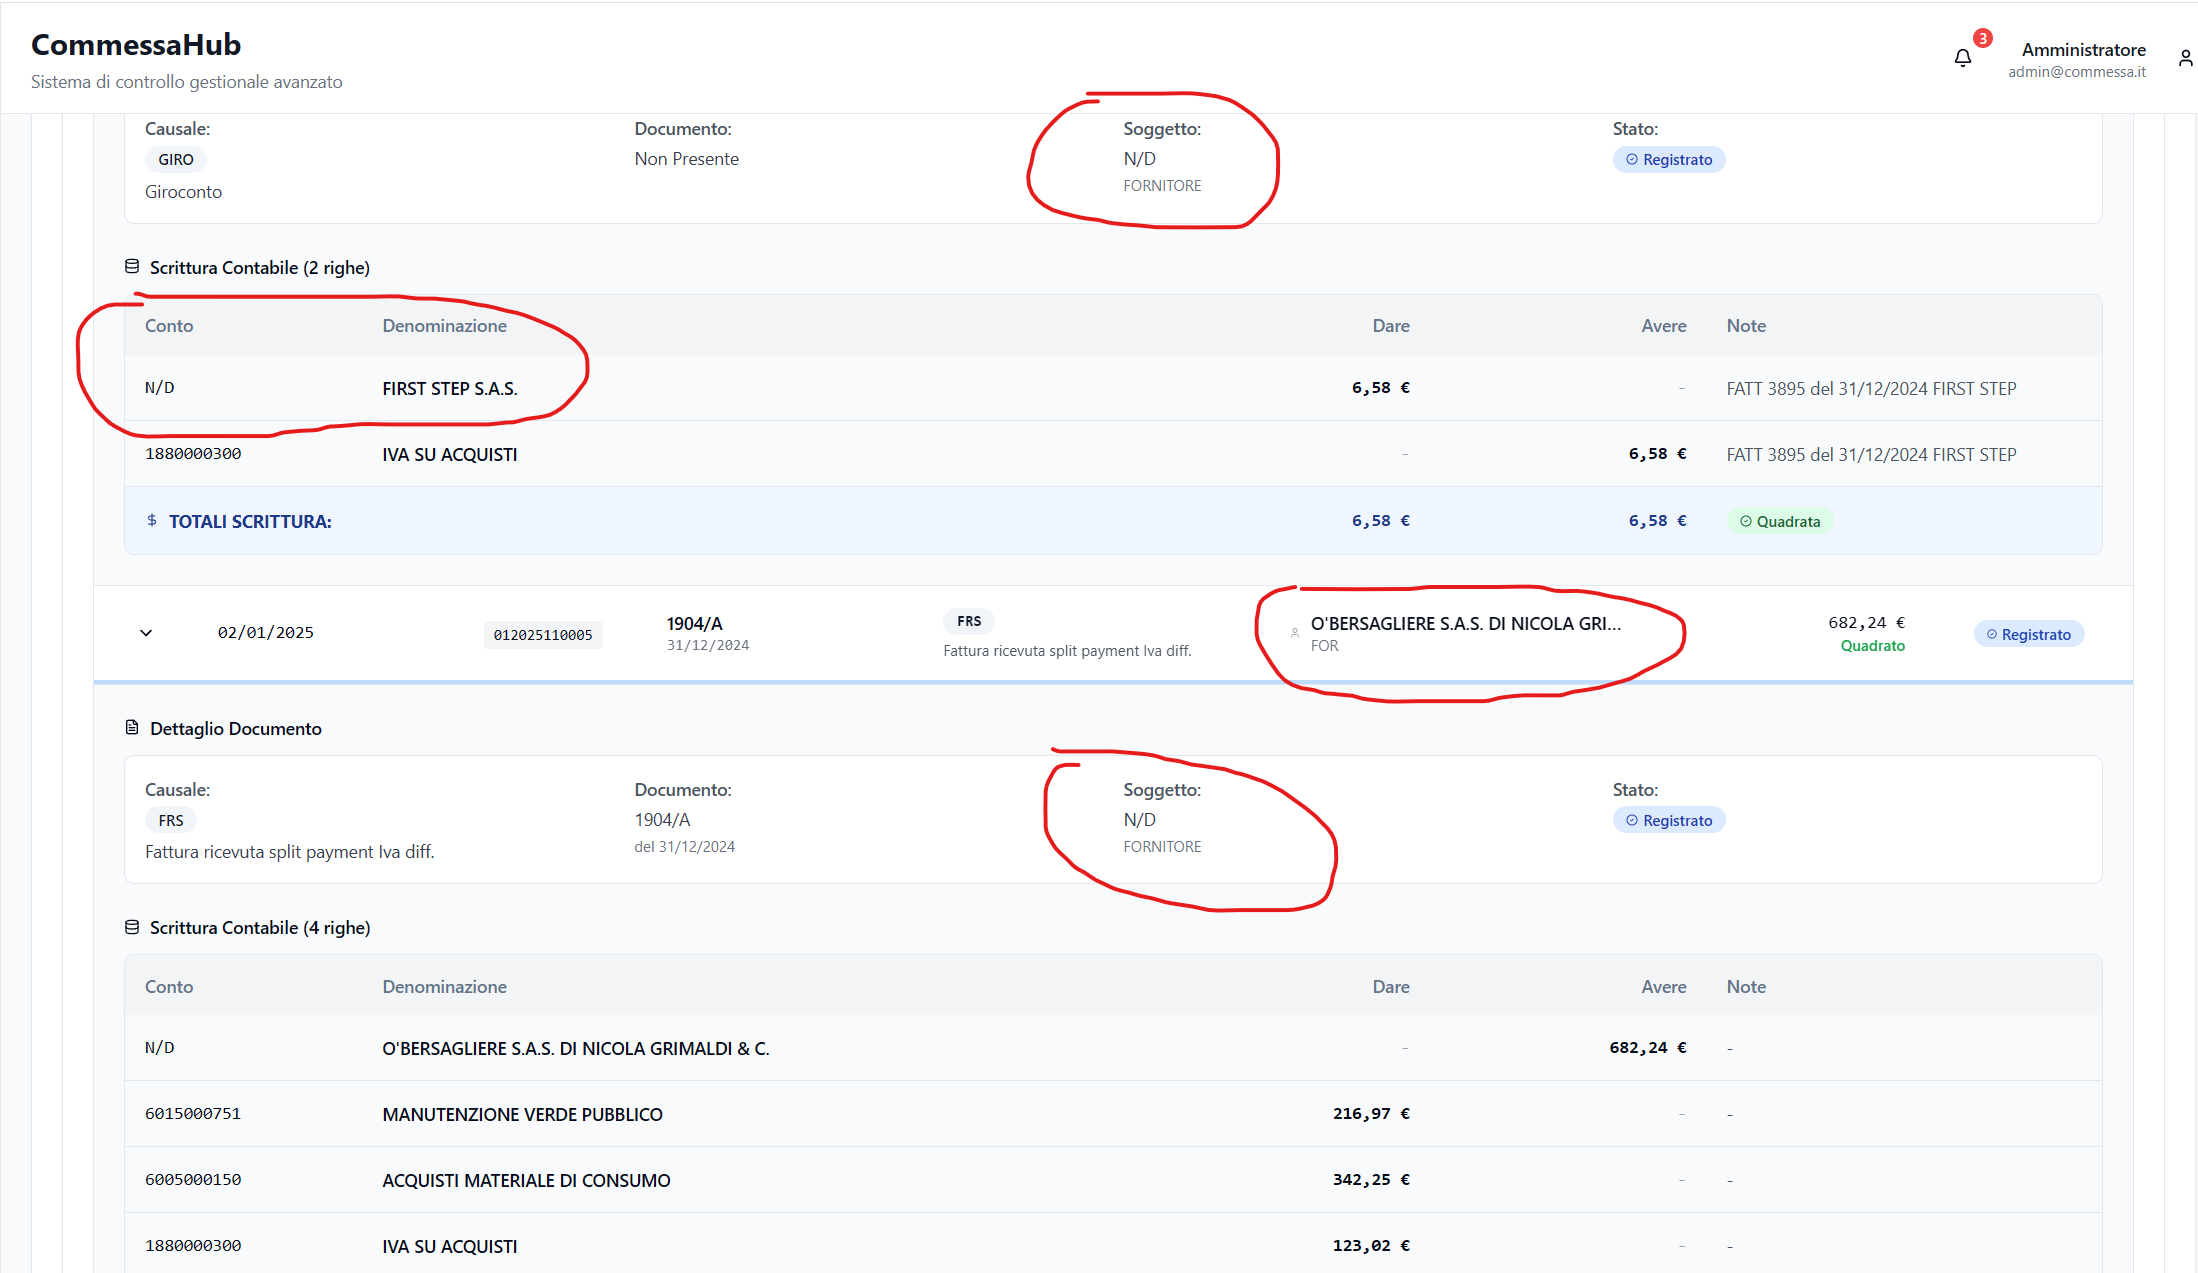 CommessaHub
Sistema di controllo gestionale avanzato
3
Amministratore
admin@commessa.it
Causale: Documento: Soggetto: Stato:
GIRO Non Presente N/D Registrato
Giroconto FORNITORE
Scrittura Contabile (2 righe)
Conto Denominazione Dare Avere Note
N/D FIRST STEP S.A.S. 6,58 € - FATT 3895 del 31/12/2024 FIRST STEP
1880000300 IVA SU ACQUISTI - 6,58 € FATT 3895 del 31/12/2024 FIRST STEP
$ TOTALI SCRITTURA: 6,58 € 6,58 € Quadrata
02/01/2025 012025110005 1904/A FRS O'BERSAGLIERE S.A.S. DI NICOLA GRI... 682,24 € Registrato
31/12/2024 Fattura ricevuta split payment Iva diff. FOR Quadrato
Dettaglio Documento
Causale: Documento: Soggetto: Stato:
FRS 1904/A N/D Registrato
Fattura ricevuta split payment Iva diff. del 31/12/2024 FORNITORE
Scrittura Contabile (4 righe)
Conto Denominazione Dare Avere Note
N/D O'BERSAGLIERE S.A.S. DI NICOLA GRIMALDI & C. - 682,24 € -
6015000751 MANUTENZIONE VERDE PUBBLICO 216,97 € - -
6005000150 ACQUISTI MATERIALE DI CONSUMO 342,25 € - -
1880000300 IVA SU ACQUISTI 123,02 € - -